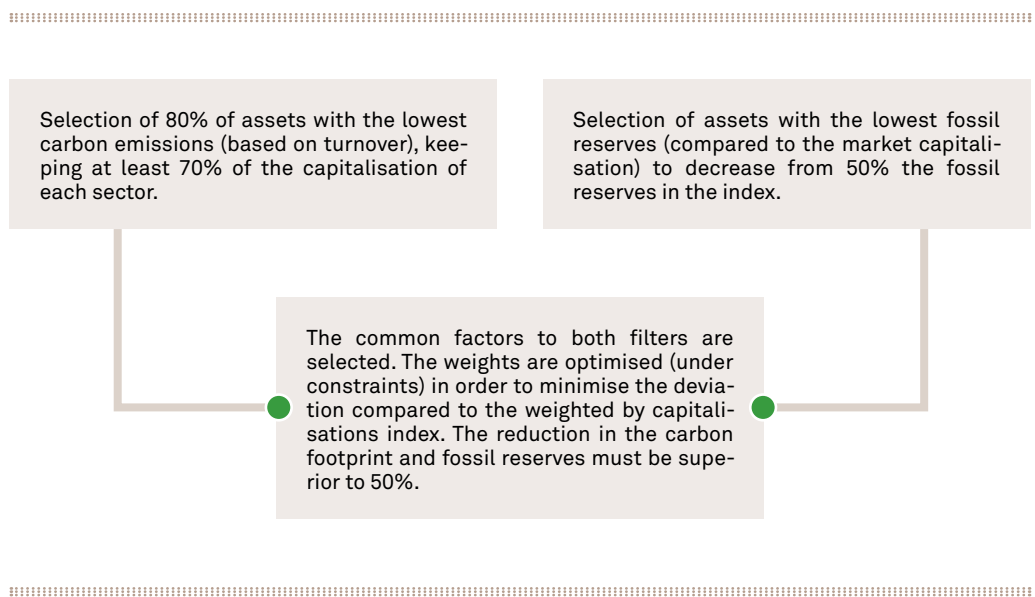 Selection of 80% of assets with the lowest
carbon emissions (based on turnover), kee-
ping at least 70% of the capitalisation of
each sector.
Selection of assets with the lowest fossil
reserves (compared to the market capitali-
sation) to decrease from 50% the fossil
reserves in the index.
The common factors to both filters are
selected. The weights are optimised (under
constraints) in order to minimise the devia-
tion compared to the weighted by capitali-
sations index. The reduction in the carbon
footprint and fossil reserves must be supe-
rior to 50%.